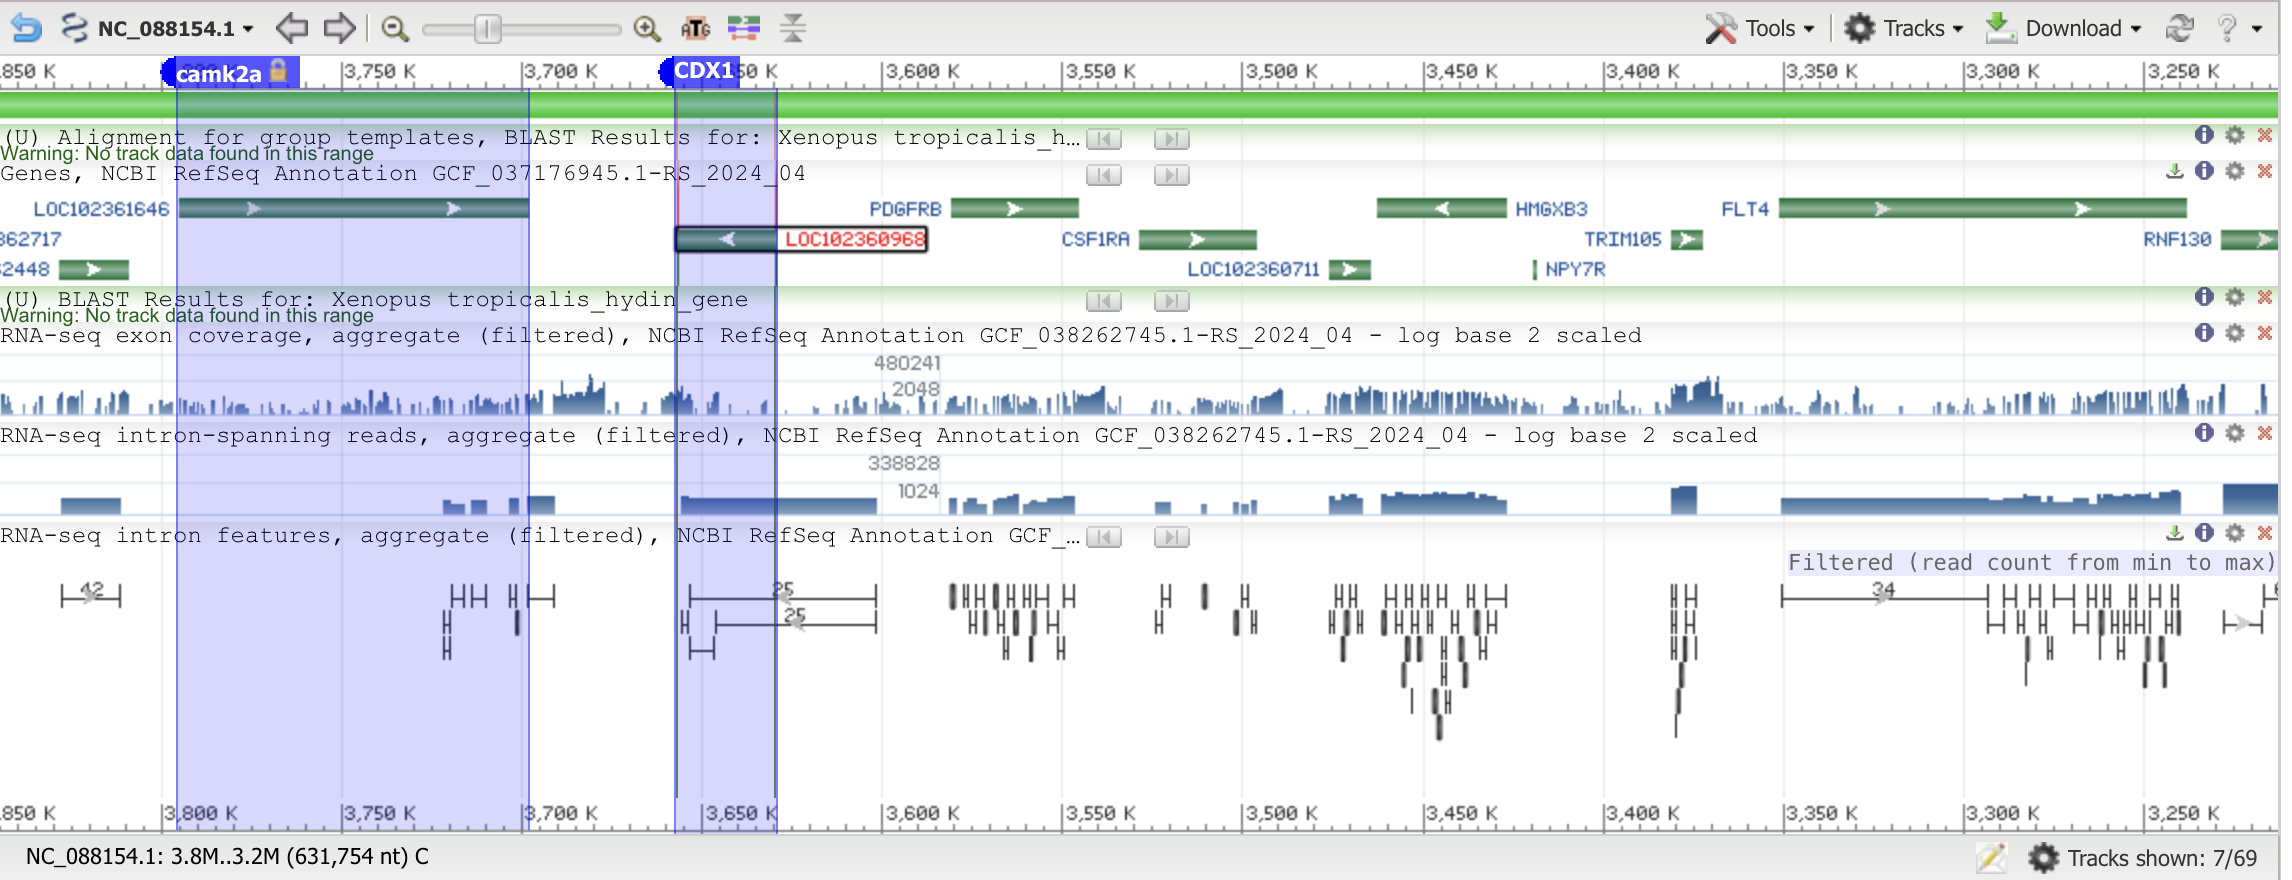 NC_088154.1 Tools Tracks Download ?
850 K camk2a 3,750 K 3,700 K CDX1 50 K 3,600 K 3,550 K 3,500 K 3,450 K 3,400 K 3,350 K 3,300 K 3,250 K
(U) Alignment for group templates, BLAST Results for: Xenopus tropicalis_h...
Warning: No track data found in this range
Genes, NCBI RefSeq Annotation GCF_037176945.1-RS_2024_04
LOC102361646 PDGFRB HMGXB3 FLT4
362717 LOC102360968 CSF1RA TRIM105 RNF130
2448 LOC102360711 NPY7R
(U) BLAST Results for: Xenopus tropicalis_hydin_gene
Warning: No track data found in this range
RNA-seq exon coverage, aggregate (filtered), NCBI RefSeq Annotation GCF_038262745.1-RS_2024_04 - log base 2 scaled
480241
2048
RNA-seq intron-spanning reads, aggregate (filtered), NCBI RefSeq Annotation GCF_038262745.1-RS_2024_04 - log base 2 scaled
338828
1024
RNA-seq intron features, aggregate (filtered), NCBI RefSeq Annotation GCF_...
Filtered (read count from min to max)
42 25 34
25
850 K 3,800 K 3,750 K 3,700 K 3,650 K 3,600 K 3,550 K 3,500 K 3,450 K 3,400 K 3,350 K 3,300 K 3,250 K
NC_088154.1: 3.8M..3.2M (631,754 nt) C Tracks shown: 7/69